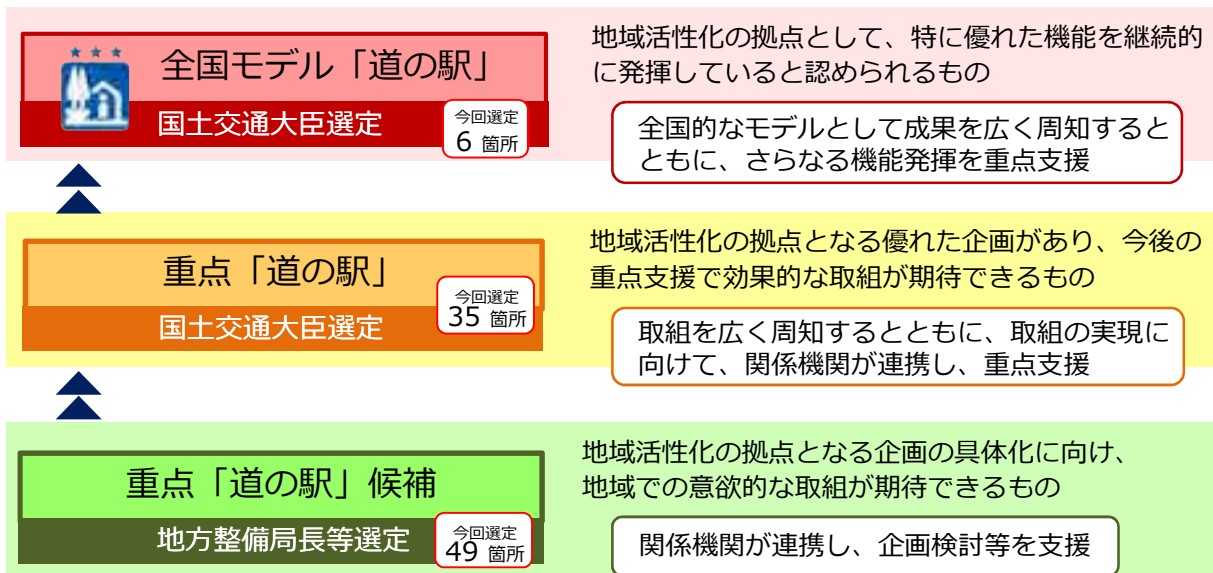 全国モデル「道の駅」
国土交通大臣選定
今回選定
6 箇所
地域活性化の拠点として、特に優れた機能を継続的
に発揮していると認められるもの
全国的なモデルとして成果を広く周知すると
ともに、さらなる機能発揮を重点支援
重点「道の駅」
国土交通大臣選定
今回選定
35 箇所
地域活性化の拠点となる優れた企画があり、今後の
重点支援で効果的な取組が期待できるもの
取組を広く周知するとともに、取組の実現に
向けて、関係機関が連携し、重点支援
重点「道の駅」候補
地方整備局長等選定
今回選定
49 箇所
地域活性化の拠点となる企画の具体化に向け、
地域での意欲的な取組が期待できるもの
関係機関が連携し、企画検討等を支援